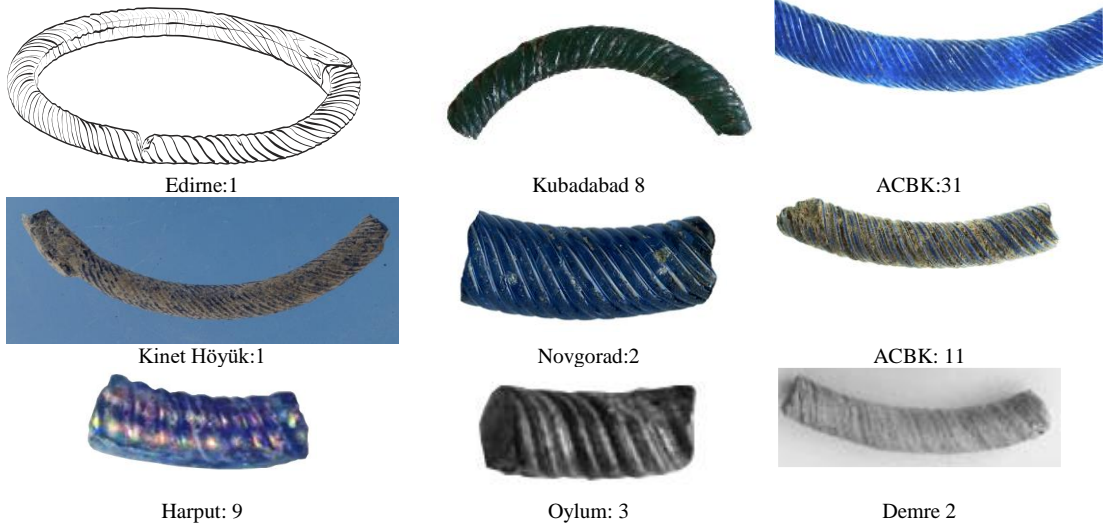 Edirne:1
Kubadabad 8
ACBK:31
Kinet Höyük:1
Novgorad:2
ACBK: 11
Harput: 9
Oylum: 3
Demre 2